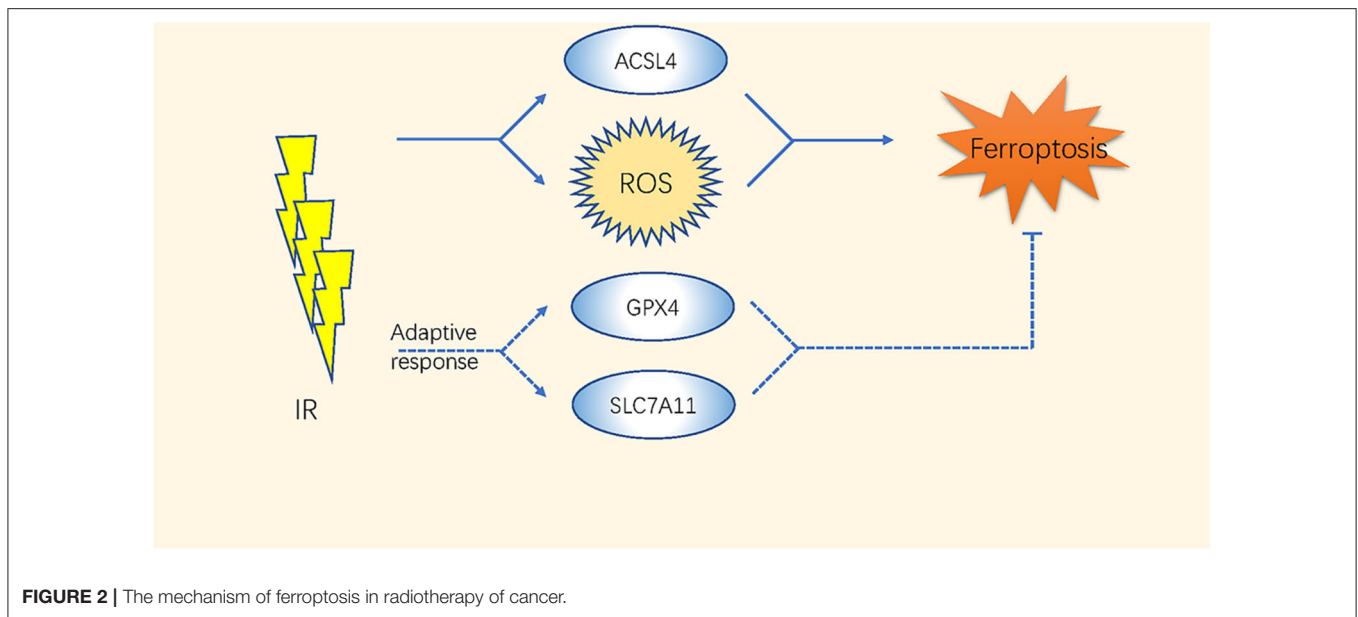 ACSL4
ROS
Ferroptosis
GPX4
Adaptive
response
SLC7A11
IR
FIGURE 2 | The mechanism of ferroptosis in radiotherapy of cancer.